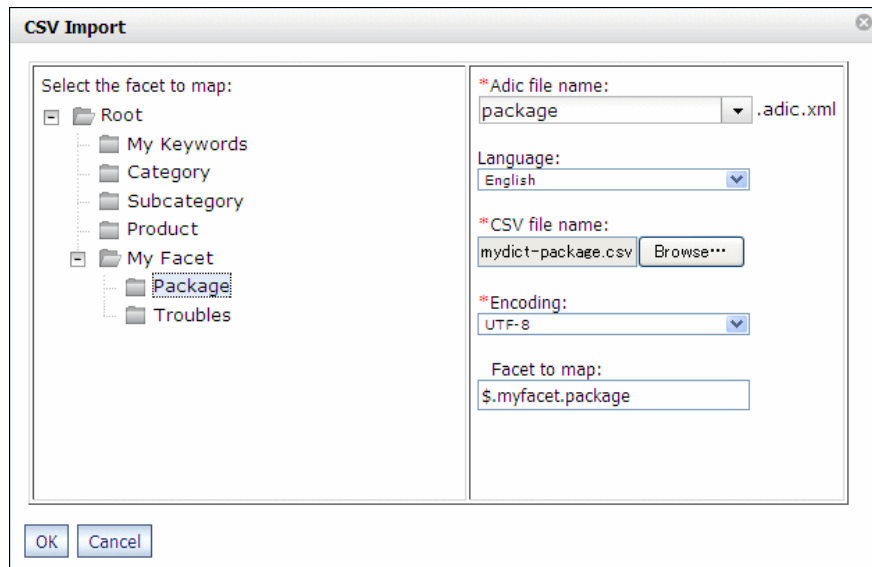 CSV Import
Select the facet to map:
Root
My Keywords
Category
Subcategory
Product
My Facet
Package
Troubles
*Adic file name:
package .adic.xml
Language:
English
*CSV file name:
mydict-package.csv Browse...
*Encoding:
UTF-8
Facet to map:
$.myfacet.package
OK Cancel